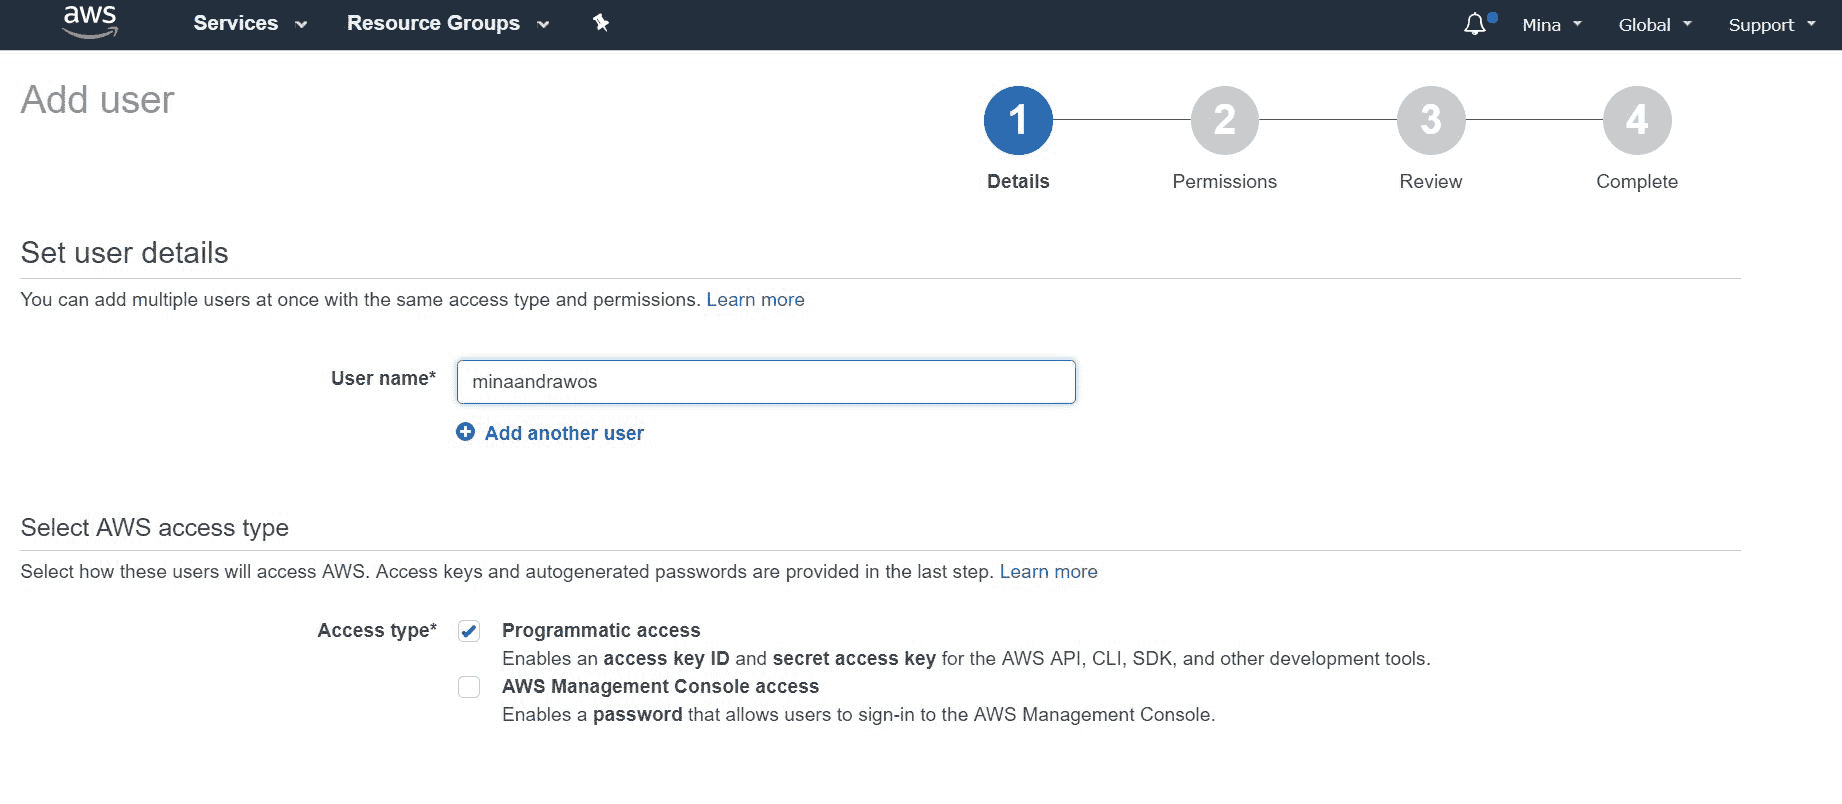 aws Services Resource Groups Mina Global Support
Add user
1 2 3 4
Details Permissions Review Complete
Set user details
You can add multiple users at once with the same access type and permissions. Learn more
User name* minaandrawos
Add another user
Select AWS access type
Select how these users will access AWS. Access keys and autogenerated passwords are provided in the last step. Learn more
Access type* Programmatic access
Enables an access key ID and secret access key for the AWS API, CLI, SDK, and other development tools.
AWS Management Console access
Enables a password that allows users to sign-in to the AWS Management Console.